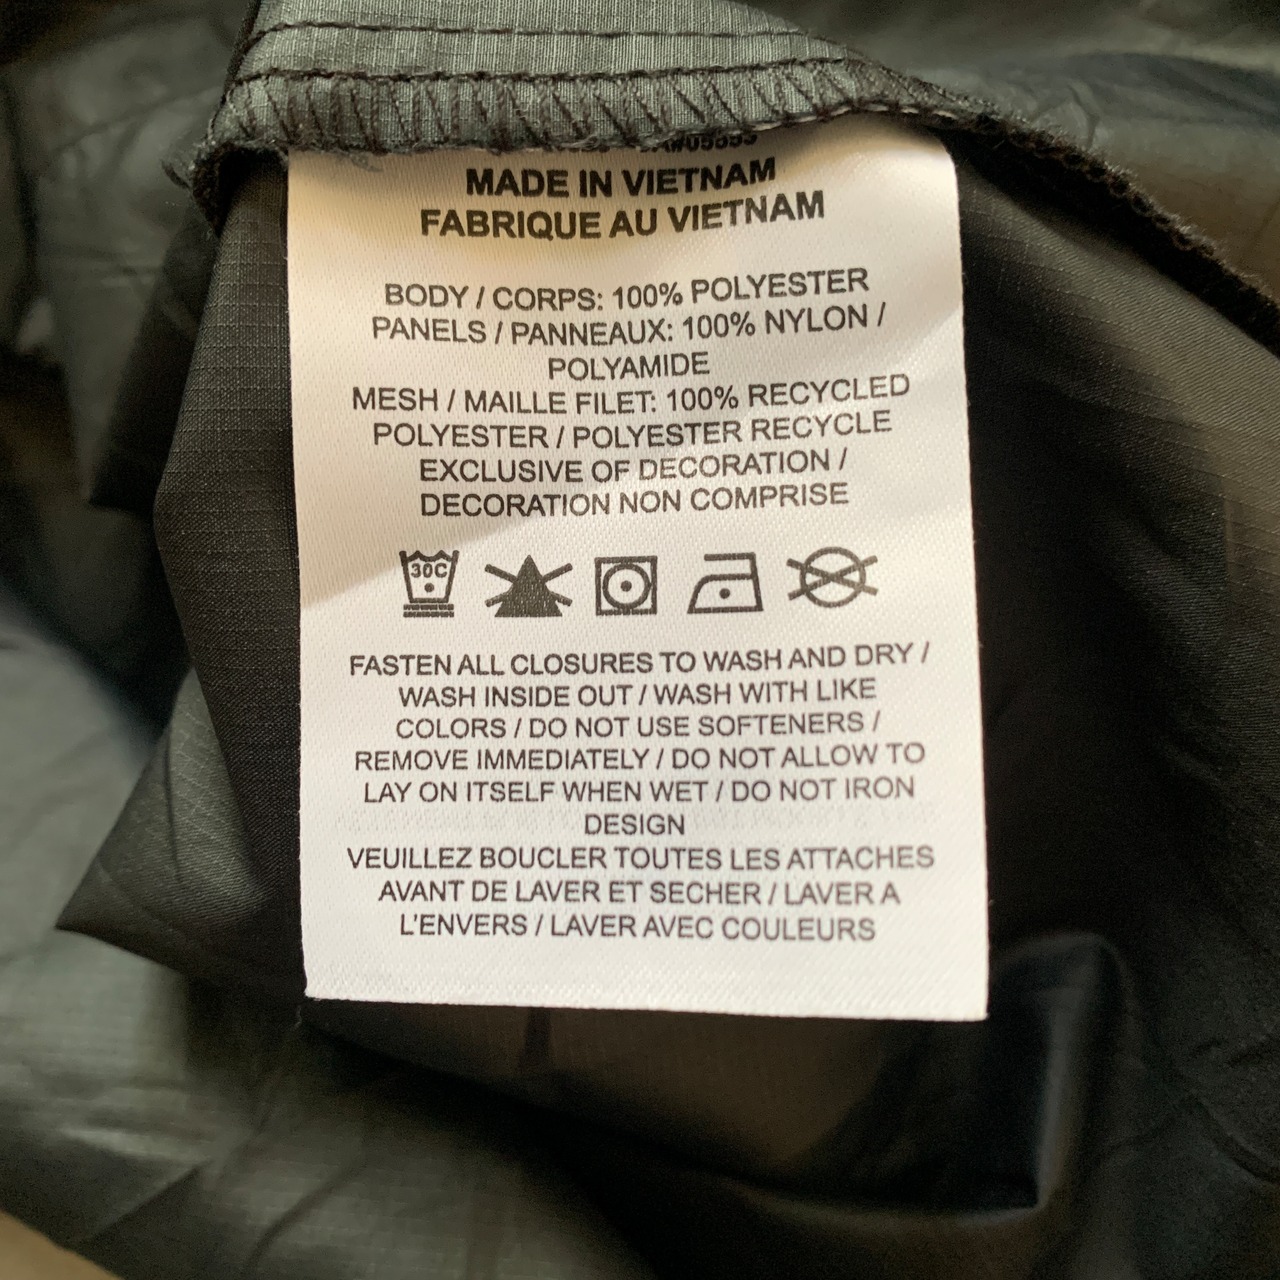 MADE IN VIETNAM
FABRIQUE AU VIETNAM
BODY / CORPS: 100% POLYESTER
PANELS / PANNEAUX: 100% NYLON /
POLYAMIDE
MESH / MAILLE FILET: 100% RECYCLED
POLYESTER / POLYESTER RECYCLE
EXCLUSIVE OF DECORATION /
DECORATION NON COMPRISE
30C
FASTEN ALL CLOSURES TO WASH AND DRY /
WASH INSIDE OUT / WASH WITH LIKE
COLORS / DO NOT USE SOFTENERS /
REMOVE IMMEDIATELY / DO NOT ALLOW TO
LAY ON ITSELF WHEN WET / DO NOT IRON
DESIGN
VEUILLEZ BOUCLER TOUTES LES ATTACHES
AVANT DE LAVER ET SECHER / LAVER A
L'ENVERS / LAVER AVEC COULEURS